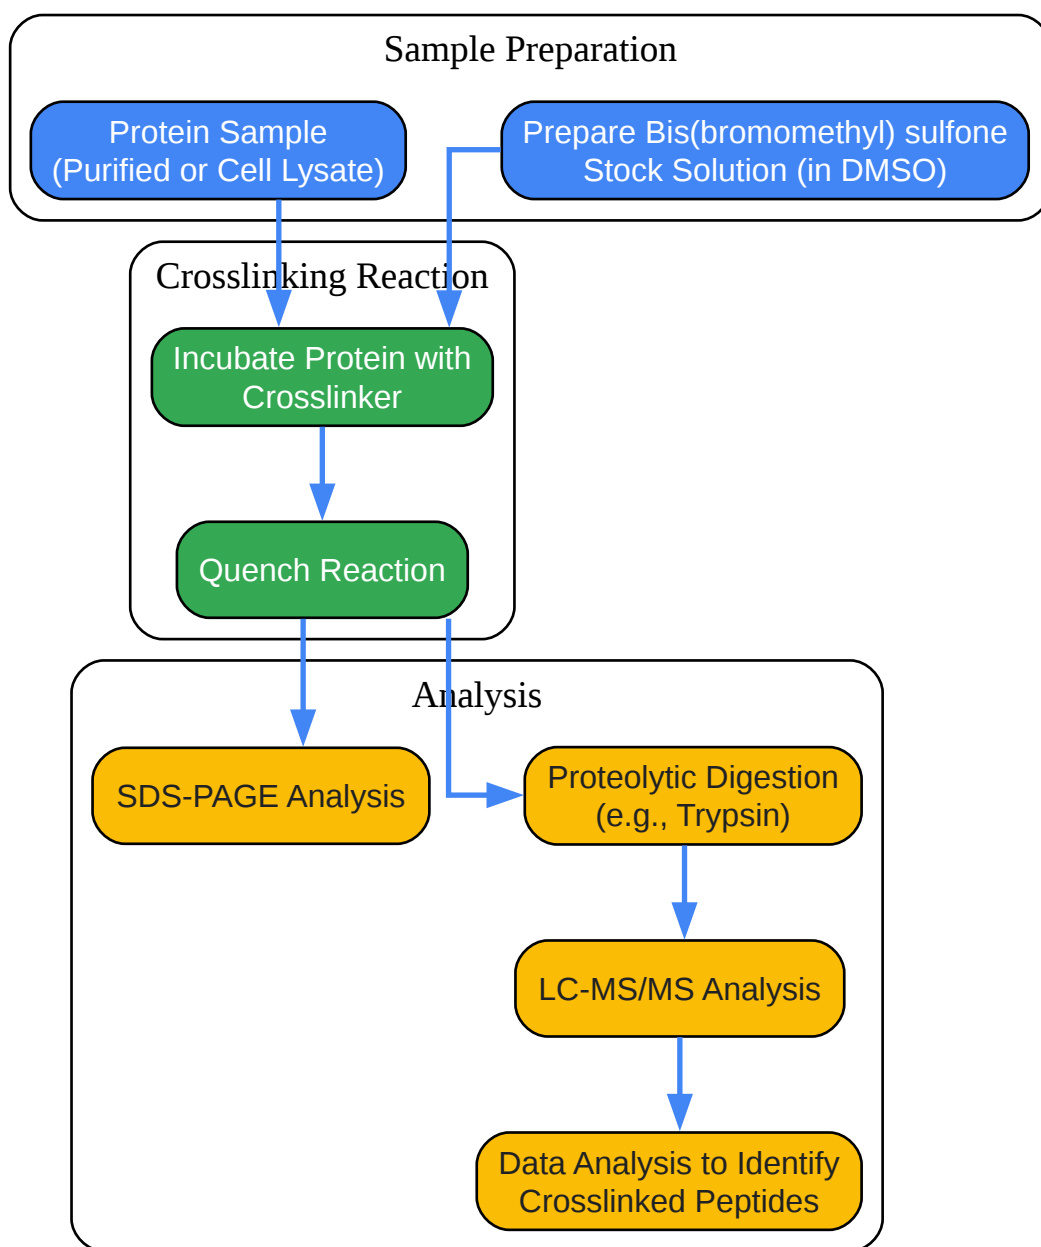 Sample Preparation
Protein Sample
(Purified or Cell Lysate)
Prepare Bis(bromomethyl) sulfone
Stock Solution (in DMSO)
Crosslinking Reaction
Incubate Protein with
Crosslinker
Quench Reaction
Analysis
SDS-PAGE Analysis
Proteolytic Digestion
(e.g., Trypsin)
LC-MS/MS Analysis
Data Analysis to Identify
Crosslinked Peptides